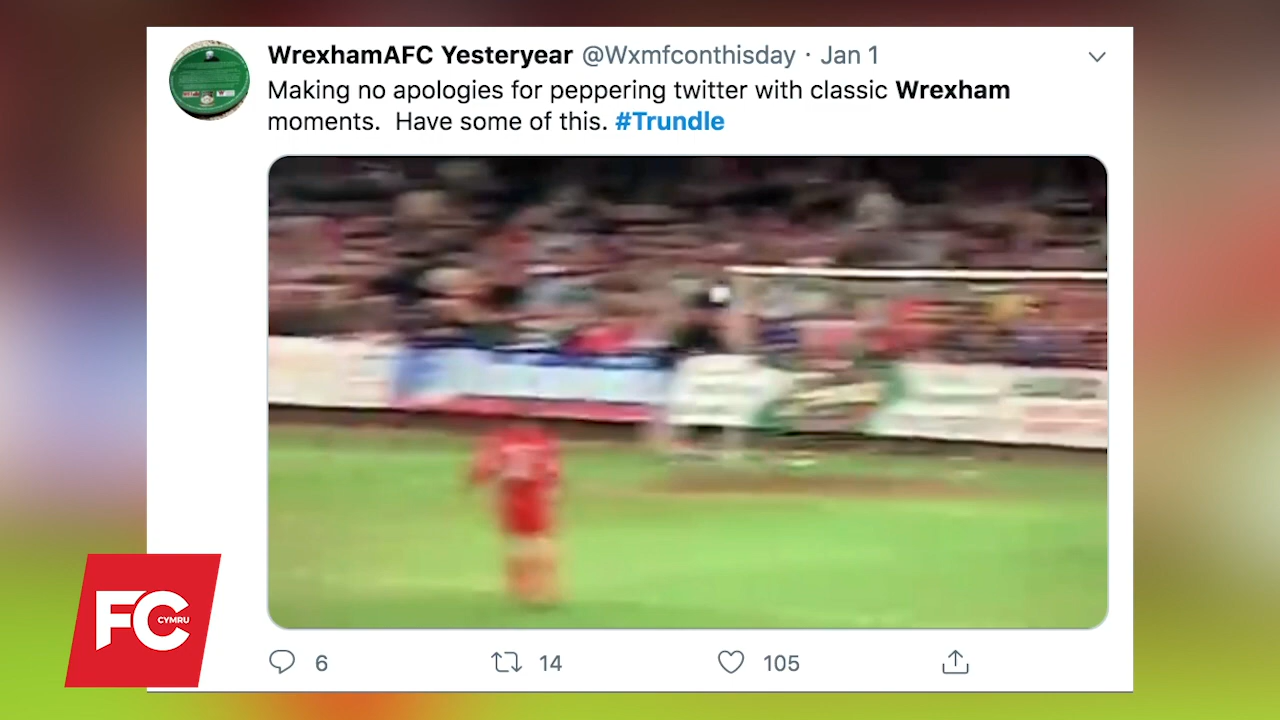 WrexhamAFC Yesteryear @Wxmfconthisday · Jan 1
Making no apologies for peppering twitter with classic Wrexham
moments. Have some of this. #Trundle
FC
CYMRU
6 14 105